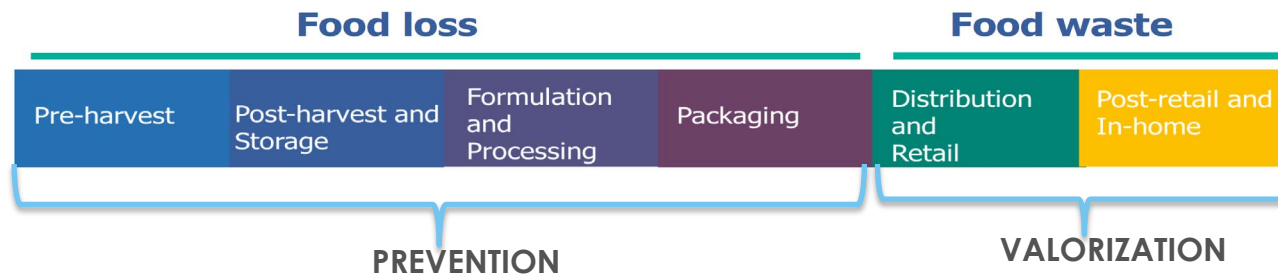 Food loss
Food waste
Pre-harvest
Post-harvest and
Storage
Formulation
and
Processing
Packaging
Distribution
and
Retail
Post-retail and
In-home
PREVENTION
VALORIZATION